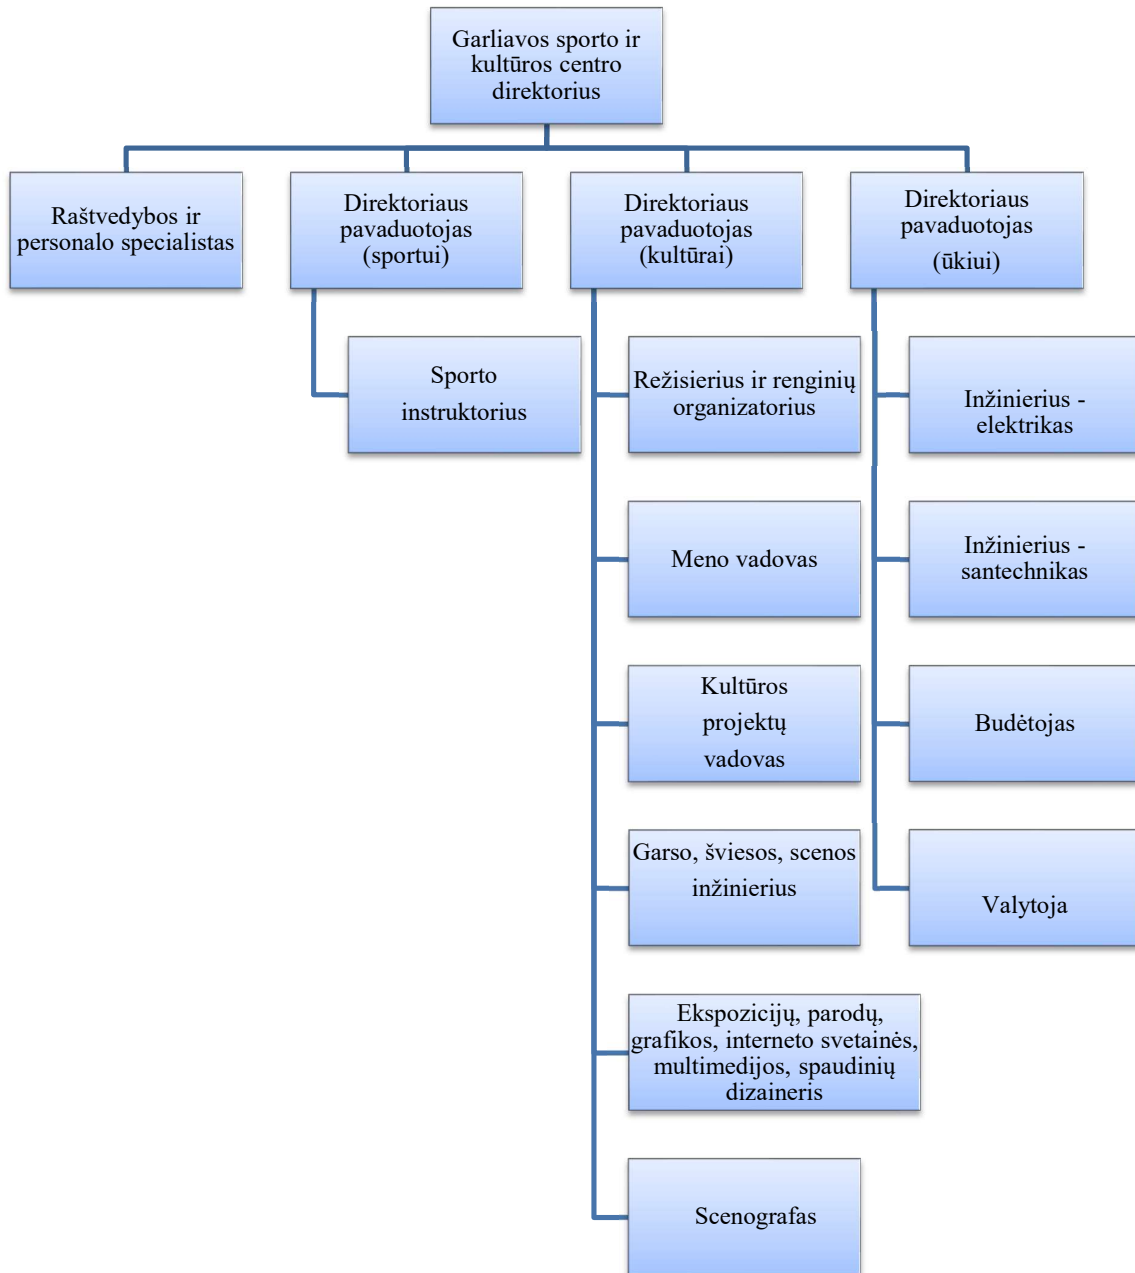 Garliavos sporto ir
kultūros centro
direktorius
Raštvedybos ir
personalo specialistas
Direktoriaus
pavaduotojas
(sportui)
Direktoriaus
pavaduotojas
(kultūrai)
Direktoriaus
pavaduotojas
(ūkiui)
Sporto
instruktorius
Režisierius ir renginių
organizatorius
Meno vadovas
Kultūros
projektų
vadovas
Garso, šviesos, scenos
inžinierius
Ekspozicijų, parodų,
grafikos, interneto svetainės,
multimedijos, spaudinių
dizaineris
Scenografas
Inžinierius -
elektrikas
Inžinierius -
santechnikas
Budėtojas
Valytoja